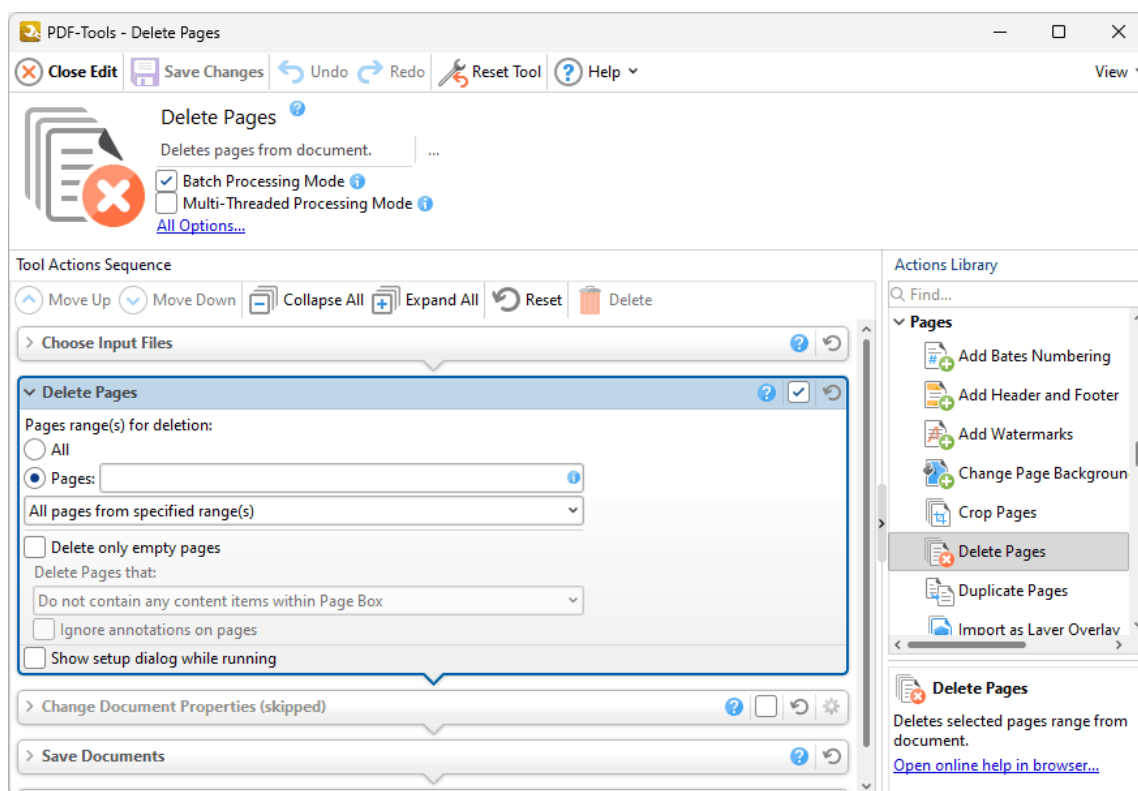 PDF-Tools - Delete Pages
Close Edit Save Changes Undo Redo Reset Tool ? Help View
Delete Pages ?
Deletes pages from document. ...
Batch Processing Mode i
Multi-Threaded Processing Mode i
All Options...
Tool Actions Sequence
Move Up Move Down Collapse All Expand All Reset Delete
Choose Input Files ?
Delete Pages ?
Pages range(s) for deletion:
All
Pages: i
All pages from specified range(s)
Delete only empty pages
Delete Pages that:
Do not contain any content items within Page Box
Ignore annotations on pages
Show setup dialog while running
Change Document Properties (skipped) ?
Save Documents ?
Actions Library
Find...
Pages
# Add Bates Numbering
Add Header and Footer
A Add Watermarks
Change Page Backgroun
Crop Pages
Delete Pages
Duplicate Pages
Import as Layer Overlay
Delete Pages
Deletes selected pages range from
document.
Open online help in browser...